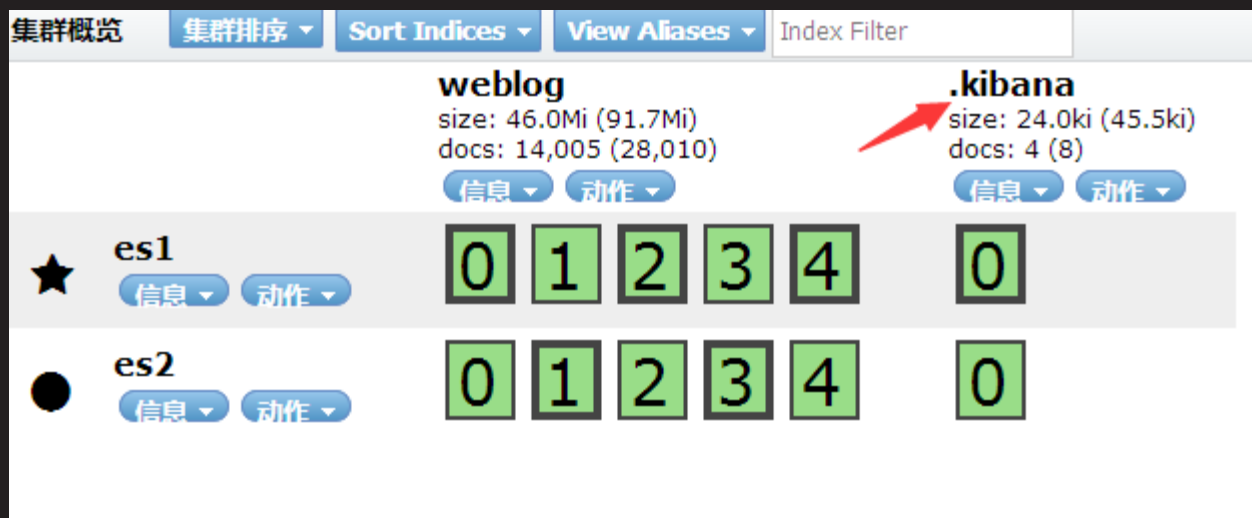 集群概览 集群排序 Sort Indices View Aliases Index Filter
weblog .kibana
size: 46.0Mi (91.7Mi) size: 24.0ki (45.5ki)
docs: 14,005 (28,010) docs: 4 (8)
信息 动作 信息 动作
es1 0 1 2 3 4 0
信息 动作
es2 0 1 2 3 4 0
信息 动作